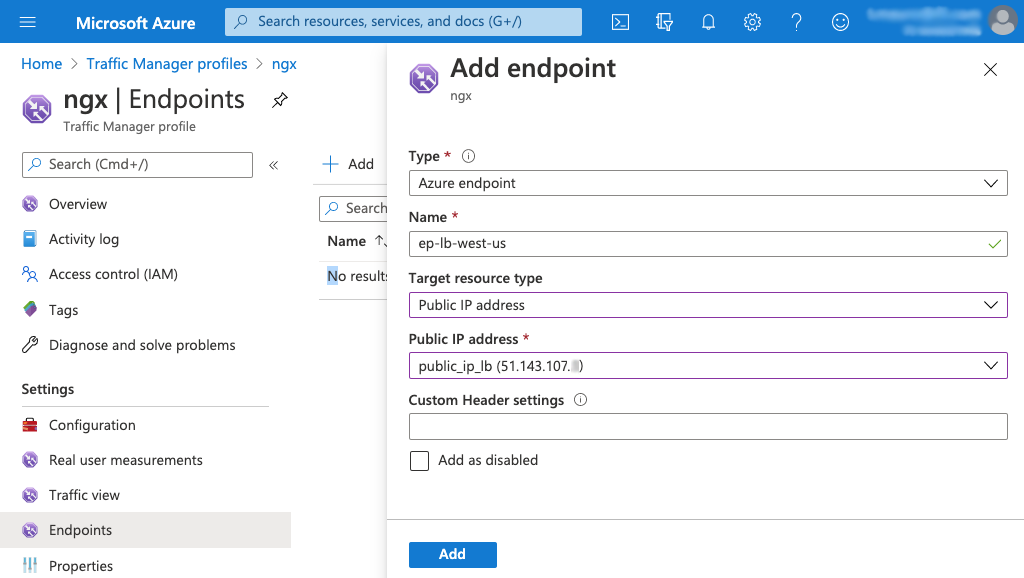 Microsoft Azure
Search resources, services, and docs (G+/)
Home > Traffic Manager profiles > ngx
ngx | Endpoints
Traffic Manager profile
Search (Cmd+/)
«
Overview
Activity log
Access control (IAM)
Tags
Diagnose and solve problems
Settings
Configuration
Real user measurements
Traffic view
Endpoints
Properties
+ Add
Search
Name ↑↓
No results
Add endpoint
ngx
Type *
Azure endpoint
Name *
ep-lb-west-us
Target resource type
Public IP address
Public IP address *
public_ip_lb (51.143.107. )
Custom Header settings
Add as disabled
Add